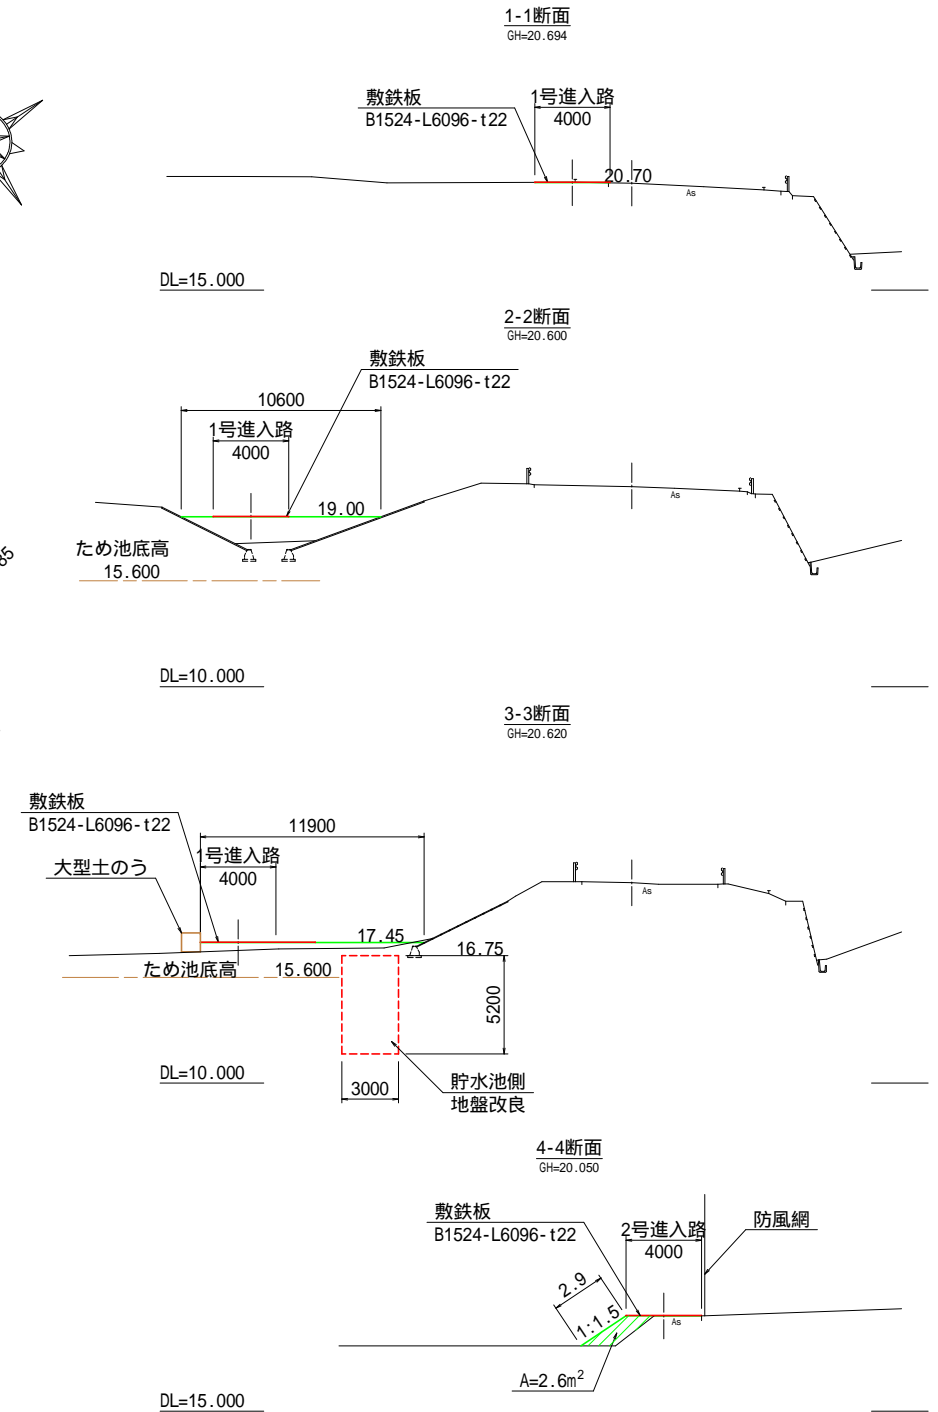 1-1断面
GH=20.694
敷鉄板
B1524-L6096-t22
1号進入路
4000
20.70
As
DL=15.000
2-2断面
GH=20.600
敷鉄板
B1524-L6096-t22
10600
1号進入路
4000
19.00
As
ため池底高
15.600
DL=10.000
3-3断面
GH=20.620
敷鉄板
B1524-L6096-t22
11900
1号進入路
4000
大型土のう
As
17.45
16.75
ため池底高 15.600
5200
DL=10.000
3000
貯水池側
地盤改良
4-4断面
GH=20.050
敷鉄板
B1524-L6096-t22
2号進入路
4000
防風網
2.9
1:1.5
As
A=2.6m²
DL=15.000